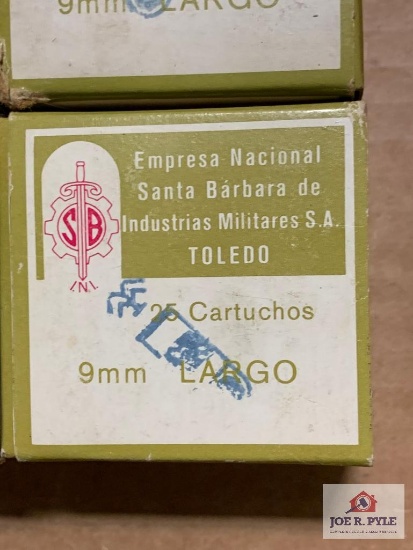 9mm LARGO
Empresa Nacional
Santa Bárbara de
Industrias Militares S.A.
TOLEDO
SB
I.N.I.
25 Cartuchos
9mm LARGO
JOE R. PYLE